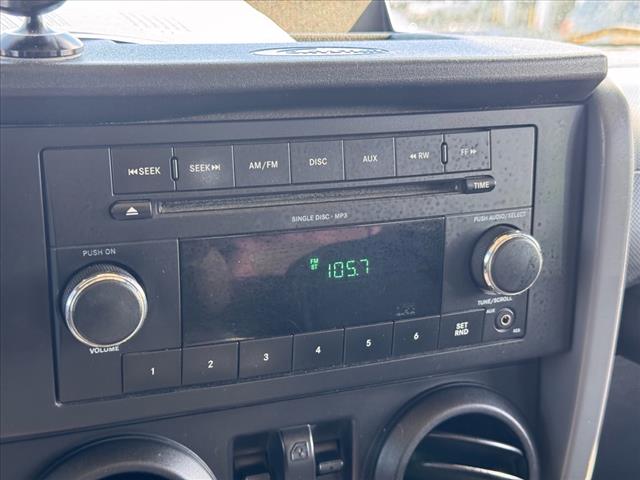 ⏮SEEK SEEK⏭ AM/FM DISC AUX ◀◀RW FF▶▶
TIME
SINGLE DISC - MP3
PUSH AUDIO/SELECT
PUSH ON
FM
ST 105.7
VOLUME
TUNE/SCROLL
AUX
1 2 3 4 5 6 SET
RND